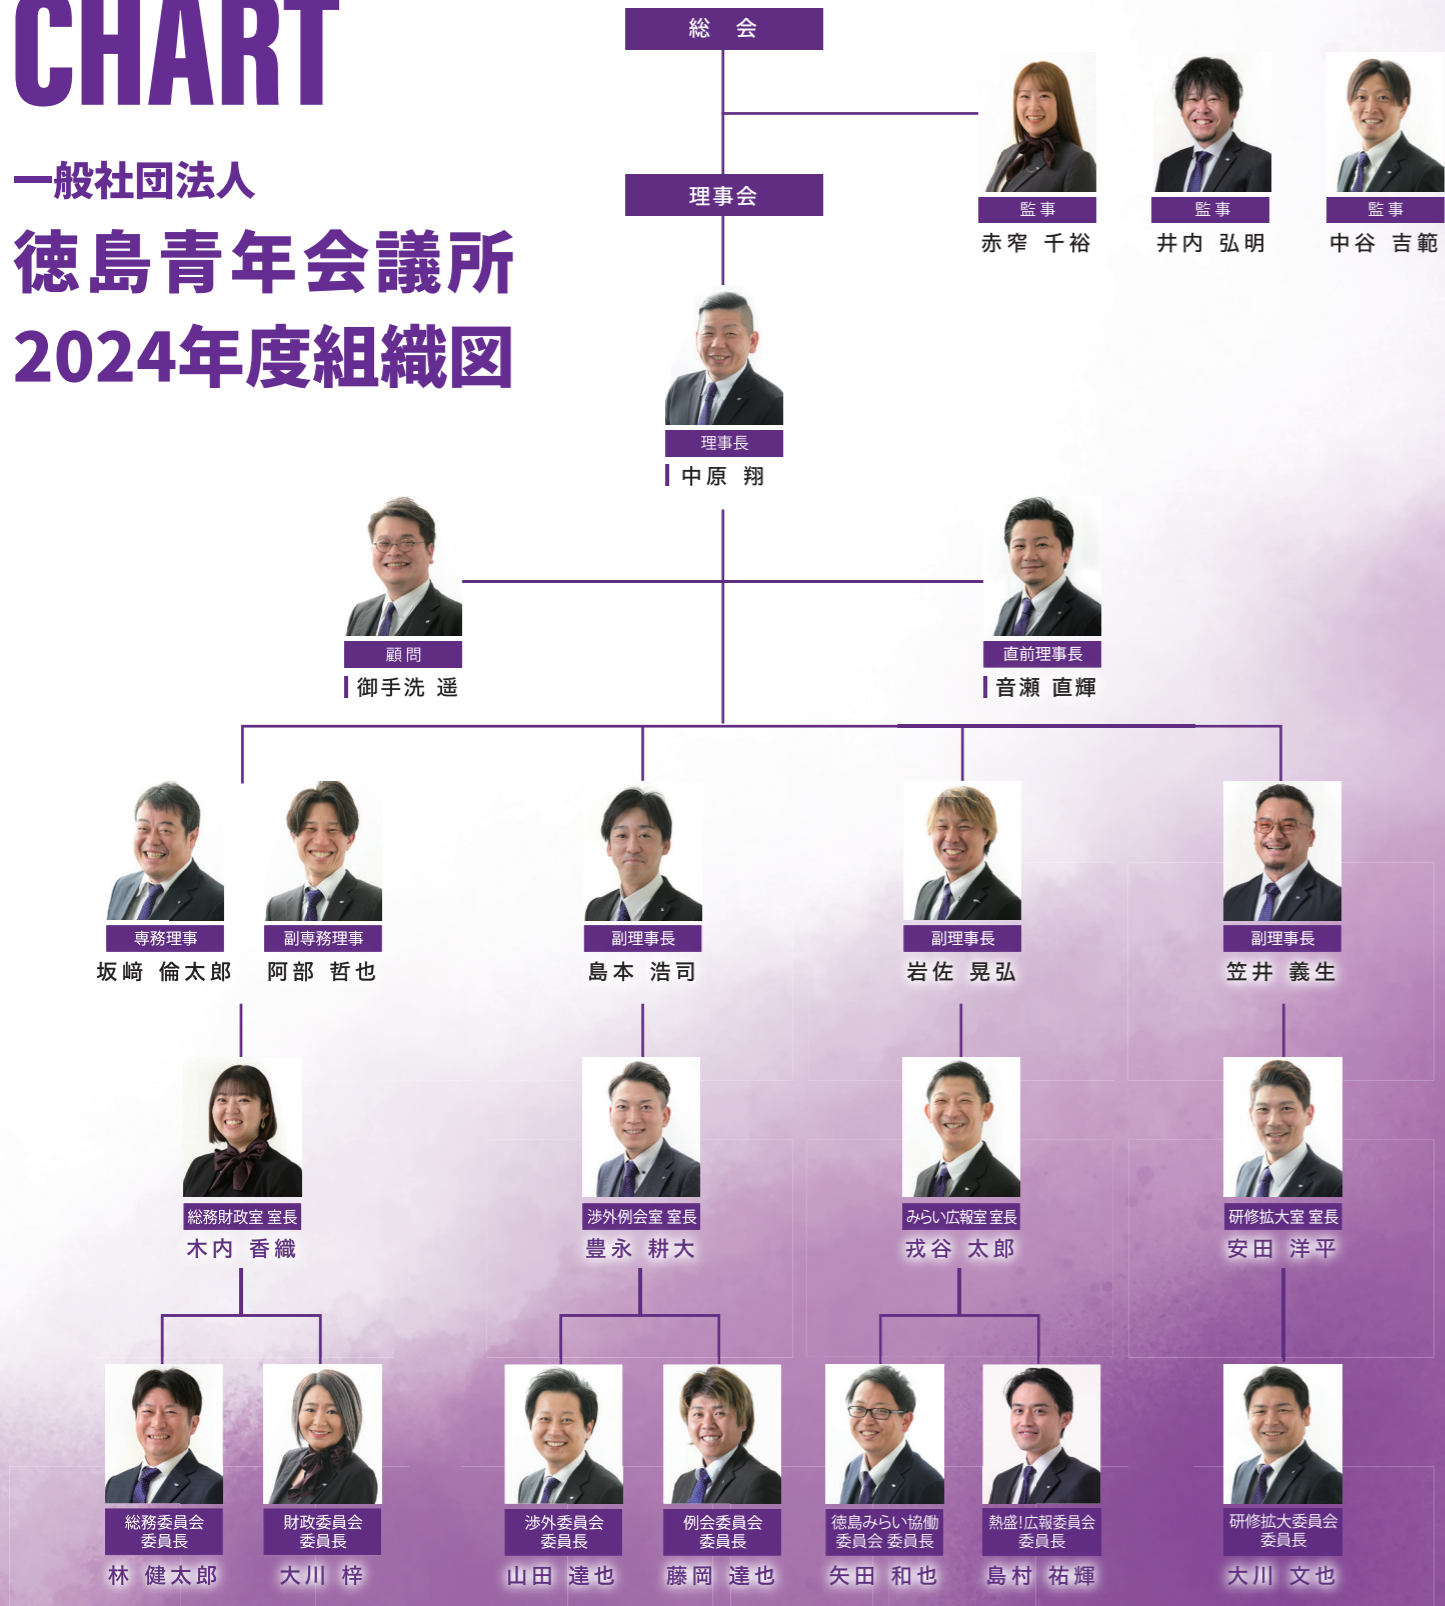 CHART
一般社団法人
徳島青年会議所
2024年度組織図
総　会
理事会
監 事
赤窄 千裕
監 事
井内 弘明
監 事
中谷 吉範
理事長
中原 翔
顧 問
御手洗 遥
直前理事長
音瀬 直輝
専務理事
坂﨑 倫太郎
副専務理事
阿部 哲也
副理事長
島本 浩司
副理事長
岩佐 晃弘
副理事長
笠井 義生
総務財政室 室長
木内 香織
渉外例会室 室長
豊永 耕大
みらい広報室 室長
戎谷 太郎
研修拡大室 室長
安田 洋平
総務委員会
委員長
林 健太郎
財政委員会
委員長
大川 梓
渉外委員会
委員長
山田 達也
例会委員会
委員長
藤岡 達也
徳島みらい協働
委員会 委員長
矢田 和也
熱盛！広報委員会
委員長
島村 祐輝
研修拡大委員会
委員長
大川 文也